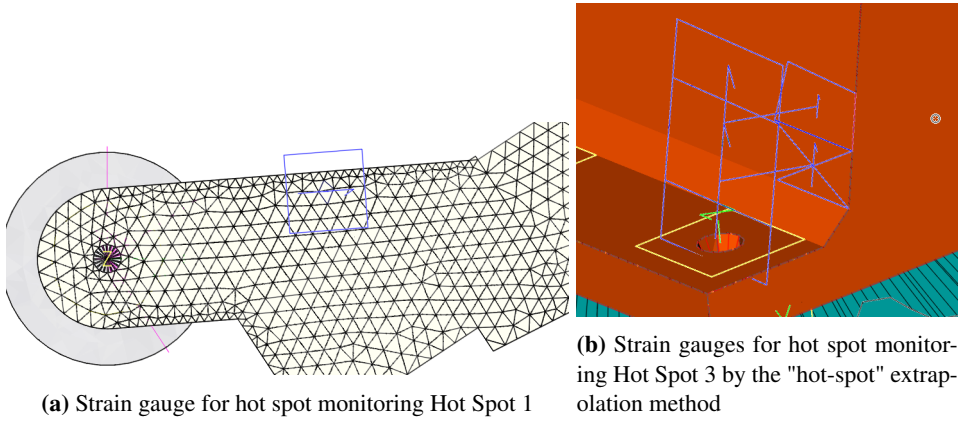 (a) Strain gauge for hot spot monitoring Hot Spot 1
(b) Strain gauges for hot spot monitor-
ing Hot Spot 3 by the "hot-spot" extrap-
olation method